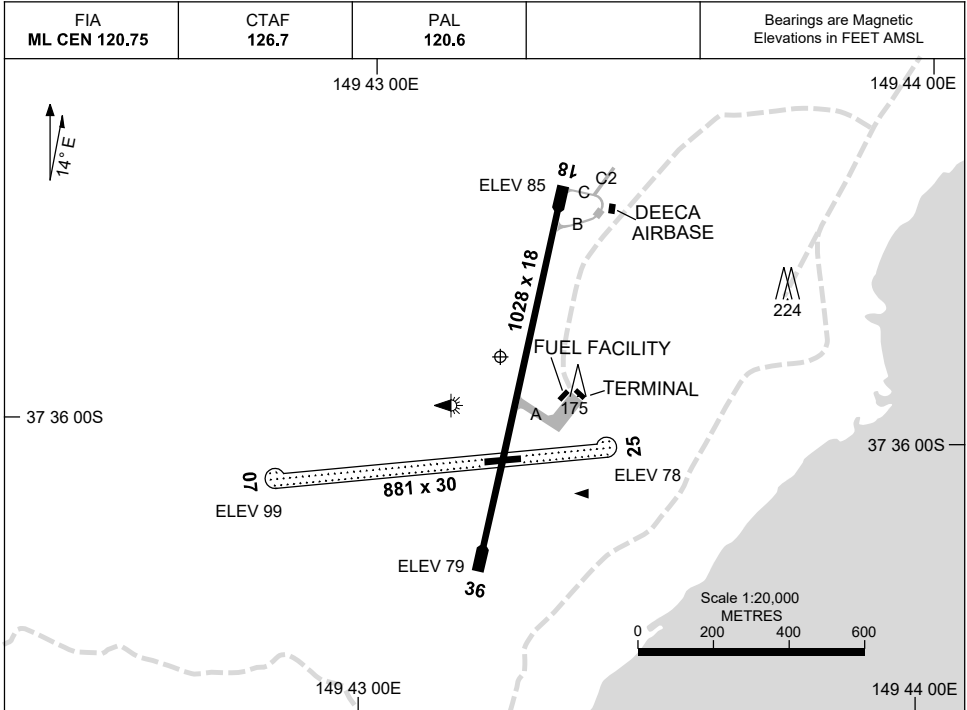 FIA
ML CEN 120.75
CTAF
126.7
PAL
120.6
Bearings are Magnetic
Elevations in FEET AMSL
149 43 00E
149 44 00E
14° E
18
ELEV 85
C
C2
B
DEECA
AIRBASE
1028 x 18
224
FUEL FACILITY
TERMINAL
175
A
37 36 00S
37 36 00S
25
ELEV 78
07
881 x 30
ELEV 99
ELEV 79
36
Scale 1:20,000
METRES
0 200 400 600
149 43 00E
149 44 00E